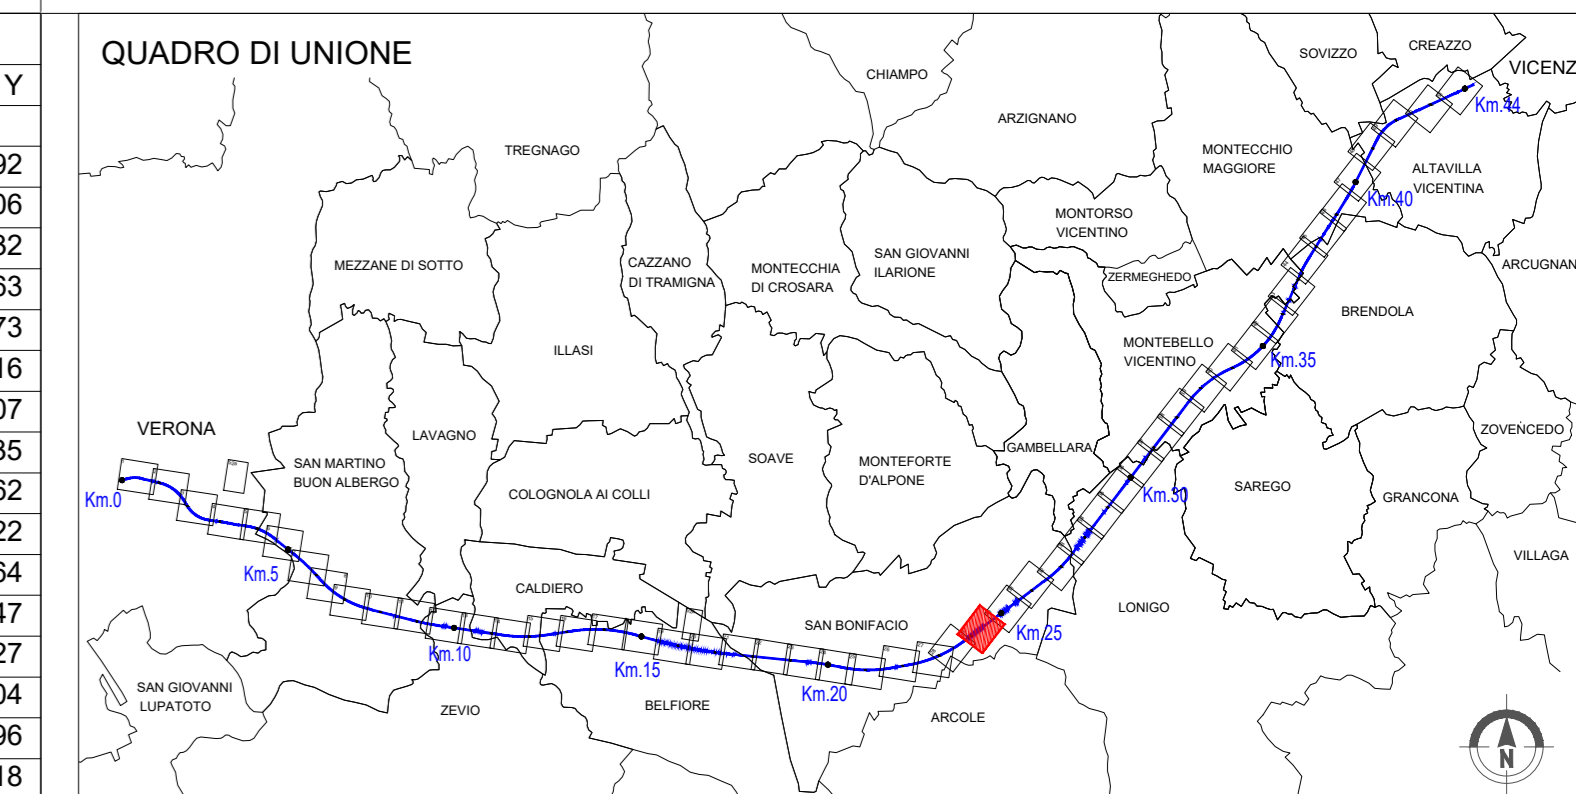 QUADRO DI UNIONE
Y
92
06
32
63
73
16
07
35
62
22
64
47
27
04
96
18
CREAZZO
SOVIZZO
VICENZ
CHIAMPO
Km.44
ARZIGNANO
TREGNAGO
MONTECCHIO
MAGGIORE
ALTAVILLA
VICENTINA
Km.40
MONTORSO
VICENTINO
SAN GIOVANNI
ILARIONE
CAZZANO
DI TRAMIGNA
MEZZANE DI SOTTO
MONTECCHIA
DI CROSARA
ZERMEGHEDO
ARCUGNAN
BRENDOLA
ILLASI
MONTEBELLO
VICENTINO
Km.35
VERONA
LAVAGNO
ZOVENCEDO
GAMBELLARA
SOAVE
MONTEFORTE
D'ALPONE
SAN MARTINO
BUON ALBERGO
SAREGO
COLOGNOLA AI COLLI
Km.0
Km.30
GRANCONA
VILLAGA
Km.5
CALDIERO
LONIGO
SAN BONIFACIO
Km.25
Km.10
Km.15
SAN GIOVANNI
LUPATOTO
Km.20
BELFIORE
ZEVIO
ARCOLE
N